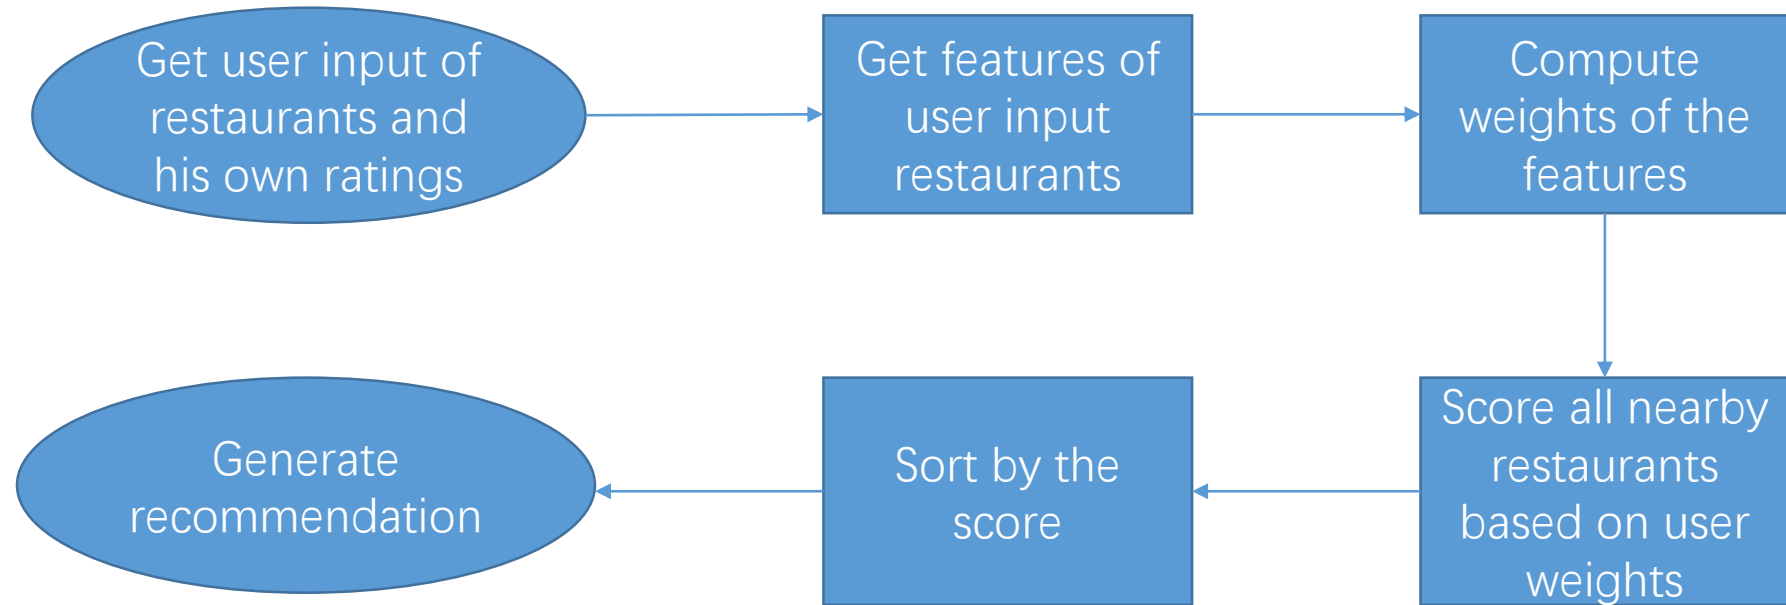 Get user input of
restaurants and
his own ratings
Get features of
user input
restaurants
Compute
weights of the
features
Score all nearby
restaurants
based on user
weights
Sort by the
score
Generate
recommendation